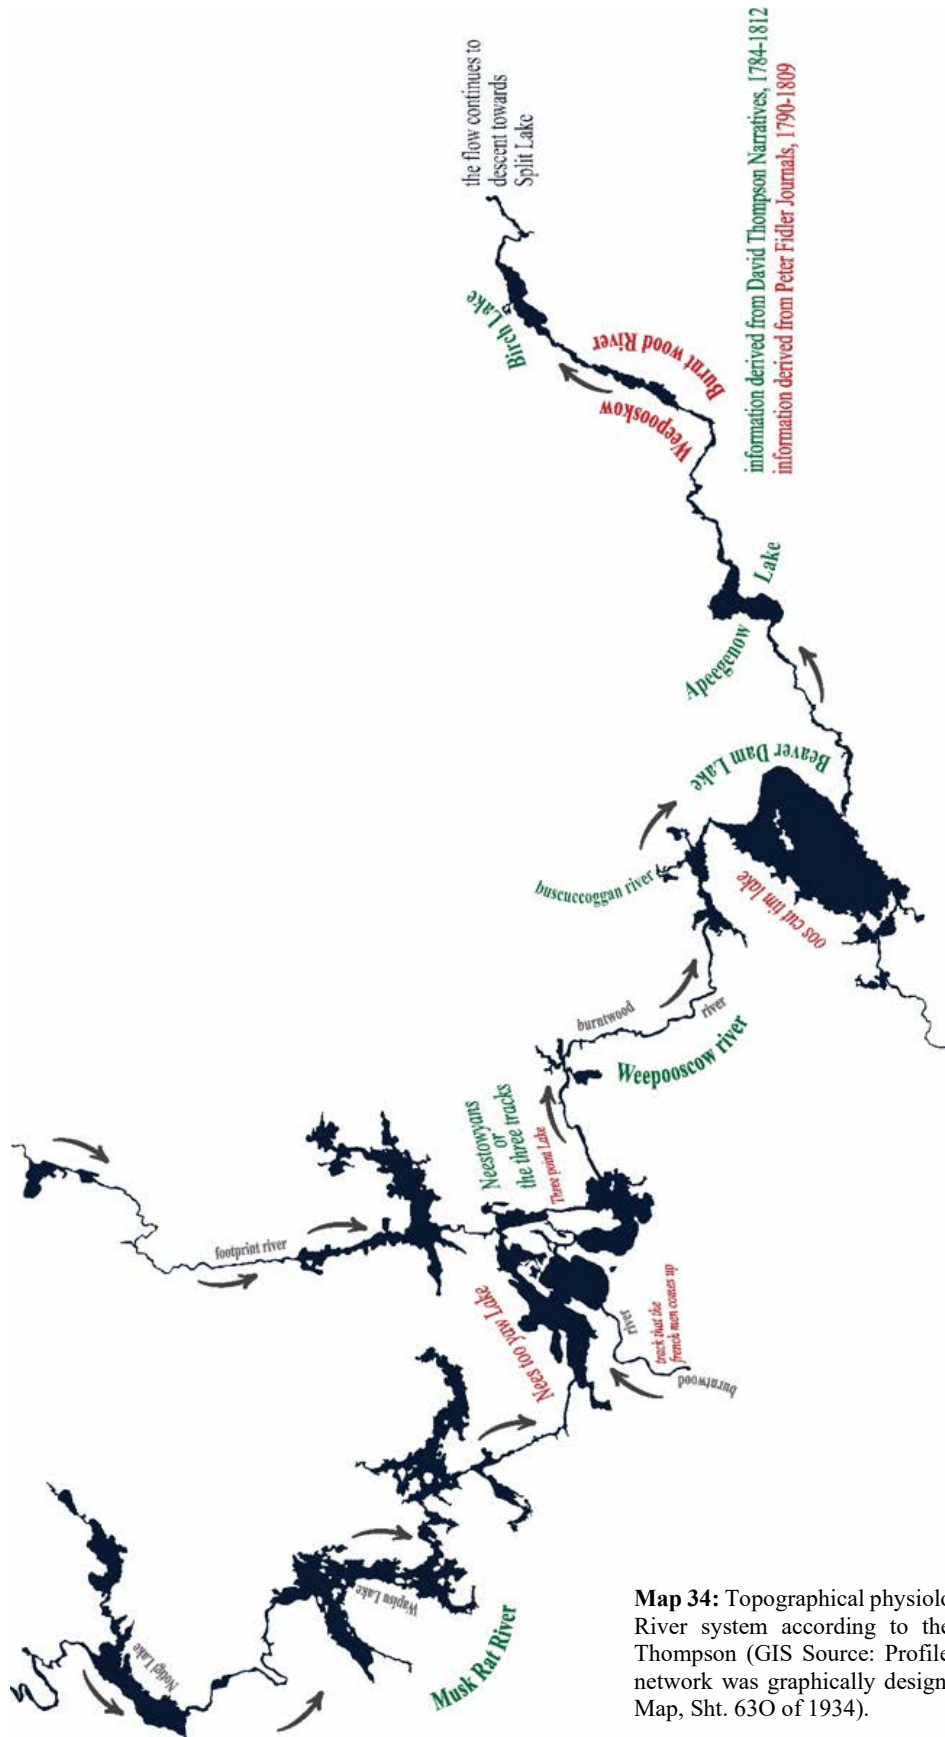 the flow continues to
descent towards
Split Lake
information derived from David Thompson Narratives, 1784-1812
information derived from Peter Fidler Journals, 1790-1809
Birch Lake
Burnt wood River
Weepooskow
Apeegenow
Lake
Beaver Dam Lake
oos cut tim lake
buscuccoggan river
burntwood
river
Weepooscow river
Neestowyans
or
the three tracks
Three point Lake
footprint river
Nees too yaw Lake
river
track that the
french men comes up
burntwood
Wapisu Lake
Notigi Lake
Musk Rat River
Map 34: Topographical physiolo
River system according to the
Thompson (GIS Source: Profile
network was graphically design
Map, Sht. 63O of 1934).